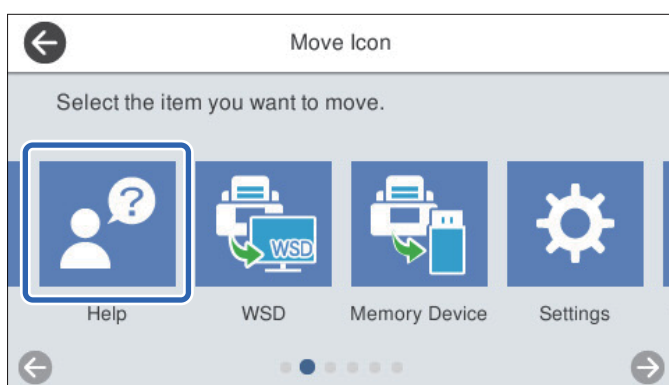 Move Icon
Select the item you want to move.
?
WSD
Help
WSD
Memory Device
Settings